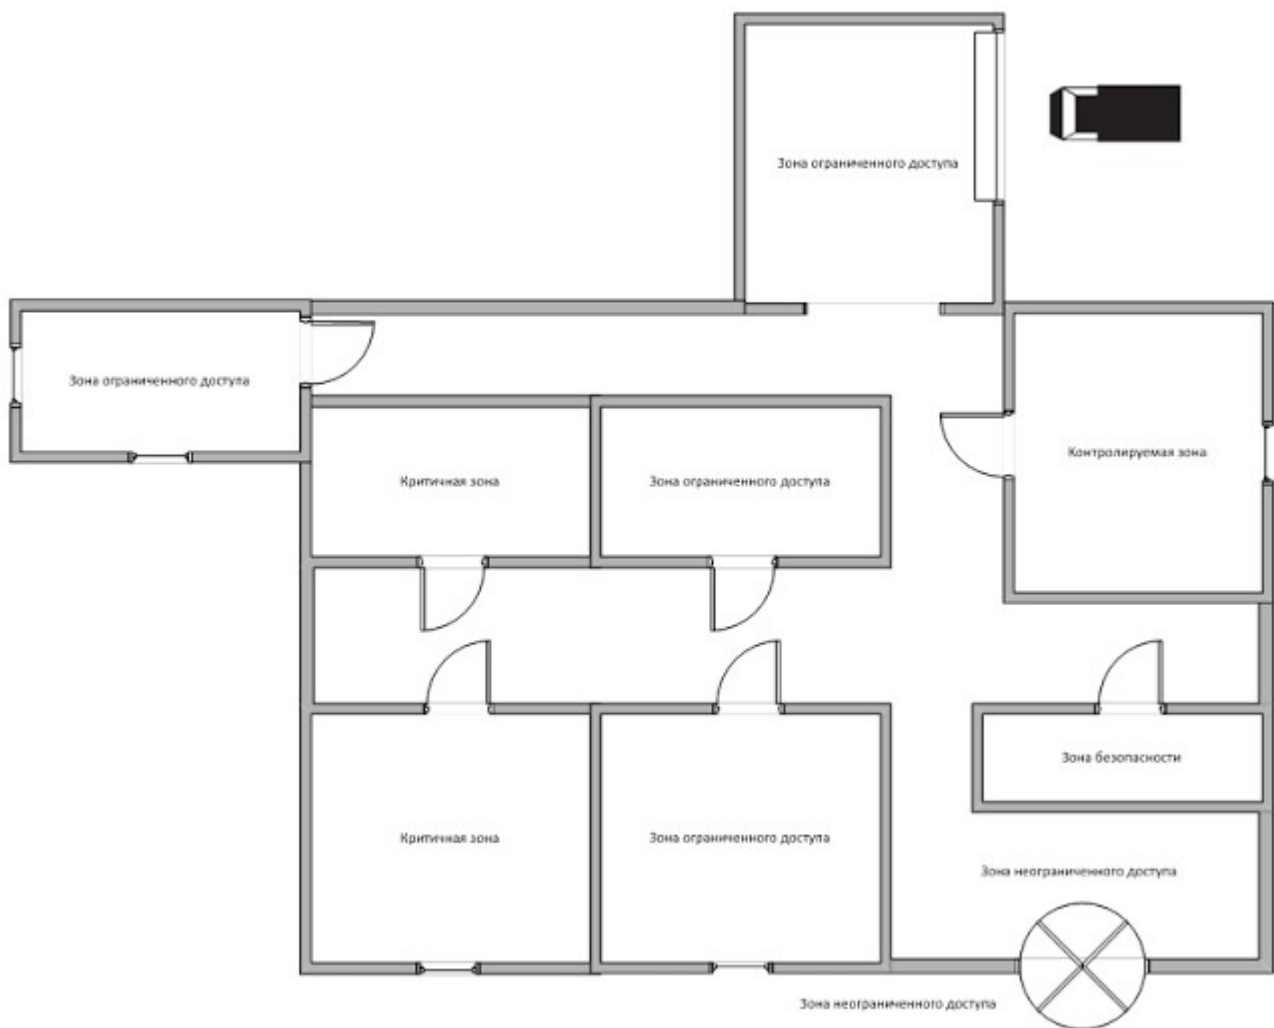 Зона ограниченного доступа
Зона ограниченного доступа
Контролируемая зона
Критичная зона
Зона ограниченного доступа
Зона безопасности
Критичная зона
Зона ограниченного доступа
Зона неограниченного доступа
Зона неограниченного доступа